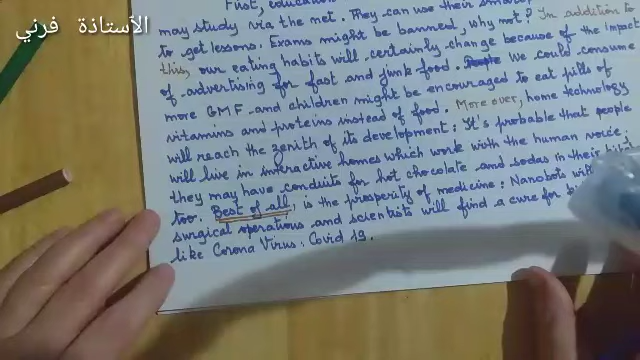 الأستاذة فرني
First, education
may study via the net. They can use their
to get lessons. Exams might be banned, why not? In addition to
this, our eating habits will certainly change because of the impact
of advertising for fast and junk food. We could consume
more GMF and children might be encouraged to eat pills of
vitamins and proteins instead of food. More over, home technology
will reach the zenith of its development: It's probable that people
will live in interactive homes which work with the human voice;
they may have conduits for hot chocolate and sodas in their
too. Best of all, is the prosperity of medicine: Nanobots
surgical operations and scientists will find a cure for
like Corona Virus: Covid 19.